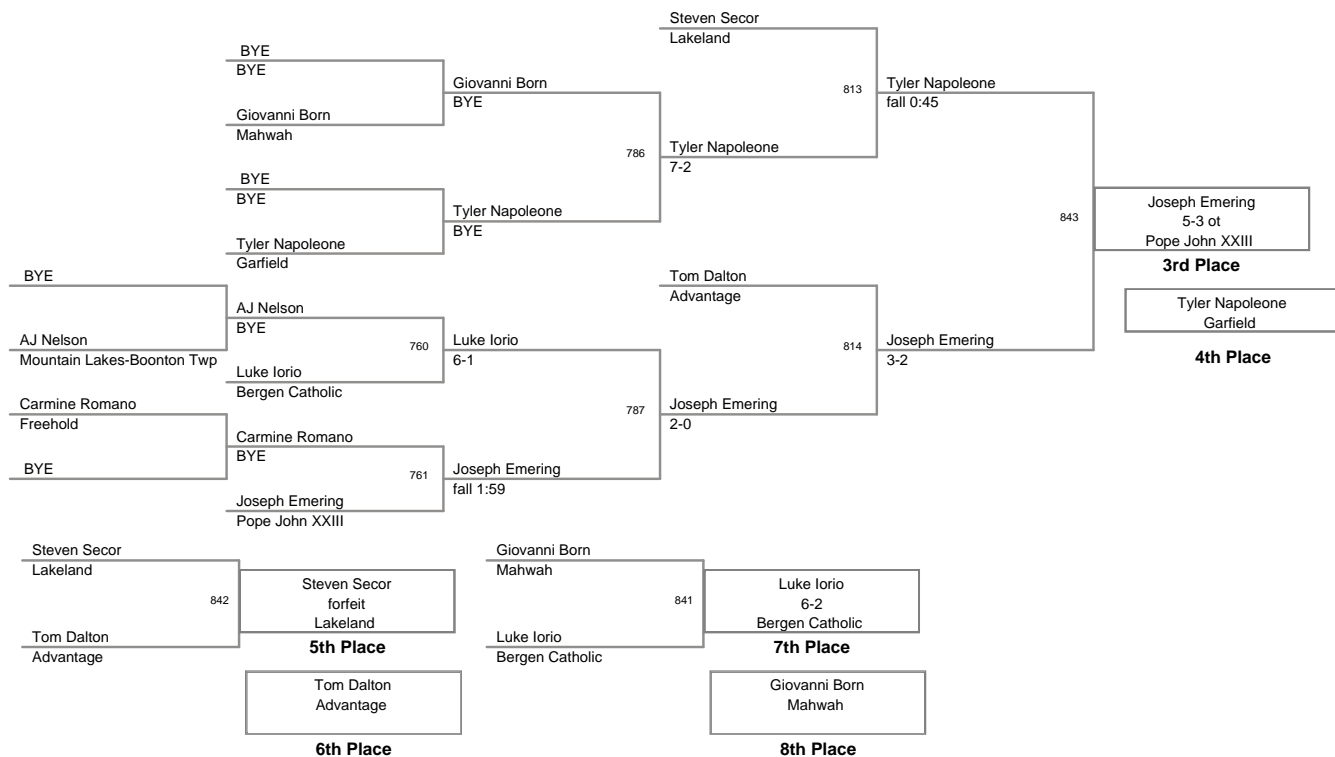 Steven Secor
Lakeland
BYE
BYE
Giovanni Born
BYE
813
Tyler Napoleone
fall 0:45
Giovanni Born
Mahwah
786
Tyler Napoleone
7-2
BYE
BYE
Tyler Napoleone
BYE
843
Joseph Emering
5-3 ot
Pope John XXIII
3rd Place
Tyler Napoleone
Garfield
BYE
Tom Dalton
Advantage
Tyler Napoleone
Garfield
4th Place
AJ Nelson
BYE
AJ Nelson
Mountain Lakes-Boonton Twp
760
Luke Iorio
6-1
814
Joseph Emering
3-2
Luke Iorio
Bergen Catholic
Carmine Romano
Freehold
787
Joseph Emering
2-0
Carmine Romano
BYE
BYE
761
Joseph Emering
fall 1:59
Joseph Emering
Pope John XXIII
Steven Secor
Lakeland
842
Steven Secor
forfeit
Lakeland
Tom Dalton
Advantage
5th Place
Tom Dalton
Advantage
6th Place
Giovanni Born
Mahwah
841
Luke Iorio
6-2
Bergen Catholic
Luke Iorio
Bergen Catholic
7th Place
Giovanni Born
Mahwah
8th Place